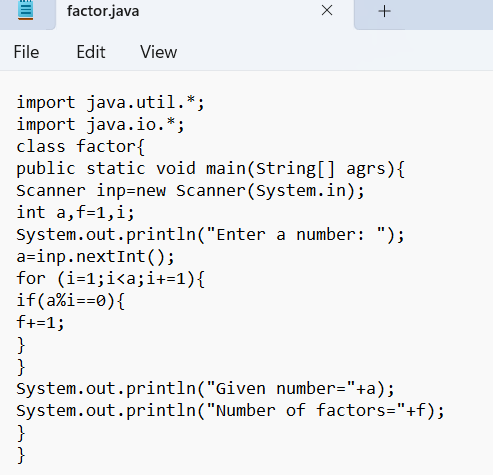 factor.java
File Edit View
import java.util.*;
import java.io.*;
class factor{
public static void main(String[] agrs){
Scanner inp=new Scanner(System.in);
int a,f=1,i;
System.out.println("Enter a number: ");
a=inp.nextInt();
for (i=1;i<a;i+=1){
if(a%i==0){
f+=1;
}
}
System.out.println("Given number="+a);
System.out.println("Number of factors="+f);
}
}